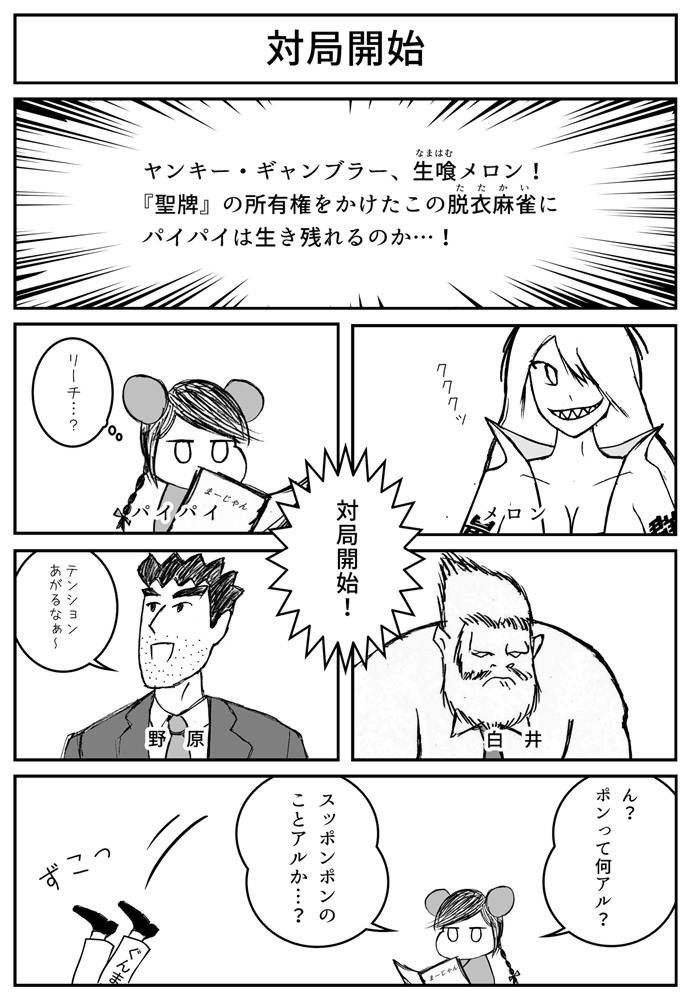 対局開始
ヤンキー・ギャンブラー、生喰メロン!
なまはむ
『聖牌』の所有権をかけたこの脱衣麻雀に
たたかい
パイパイは生き残れるのか…!
ククククッ
メロン
リーチ…?
まーじゃん
パイパイ
対局開始!
白井
テンション
あがるなぁ〜
野原
ん?
ポンって何アル?
スッポンポンの
ことアルか…?
まーじゃん
ずこっ
ぐんま